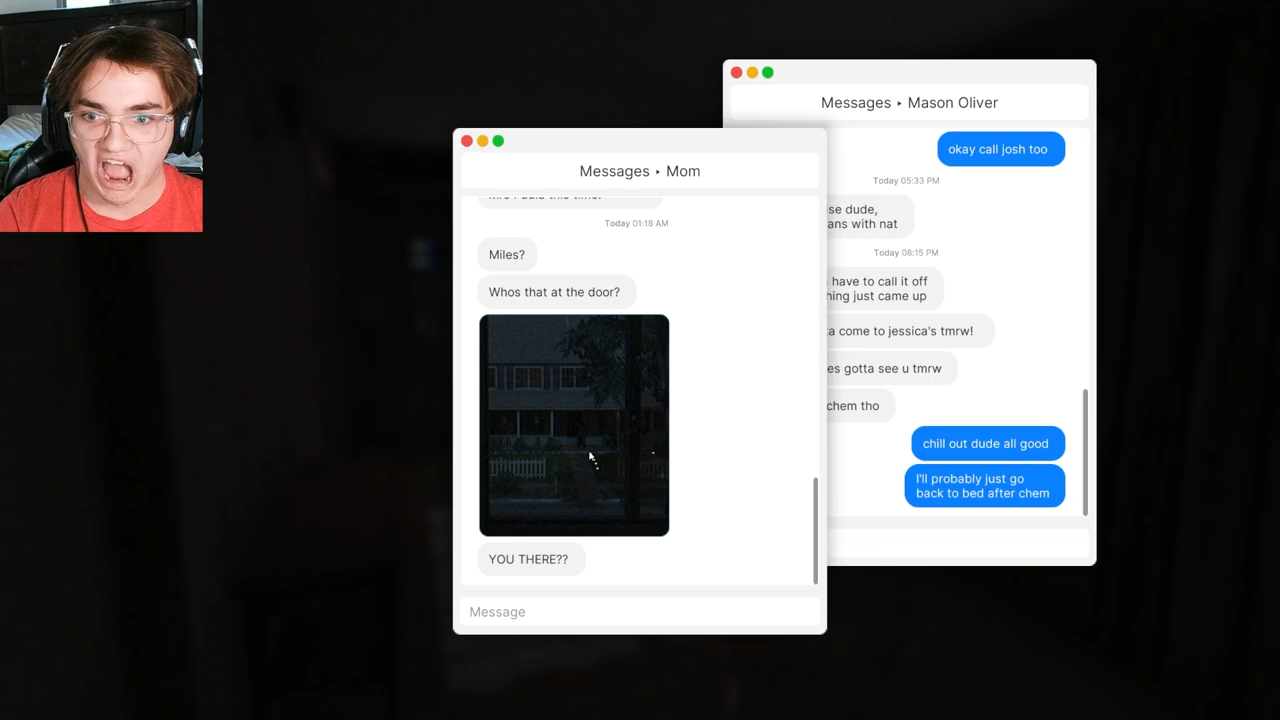 Messages ▸ Mason Oliver
okay call josh too
Today 05:33 PM
se dude,
ans with nat
Today 08:15 PM
have to call it off
hing just came up
a come to jessica's tmrw!
es gotta see u tmrw
chem tho
chill out dude all good
I'll probably just go
back to bed after chem
Messages ▸ Mom
Today 01:18 AM
Miles?
Whos that at the door?
YOU THERE??
Message